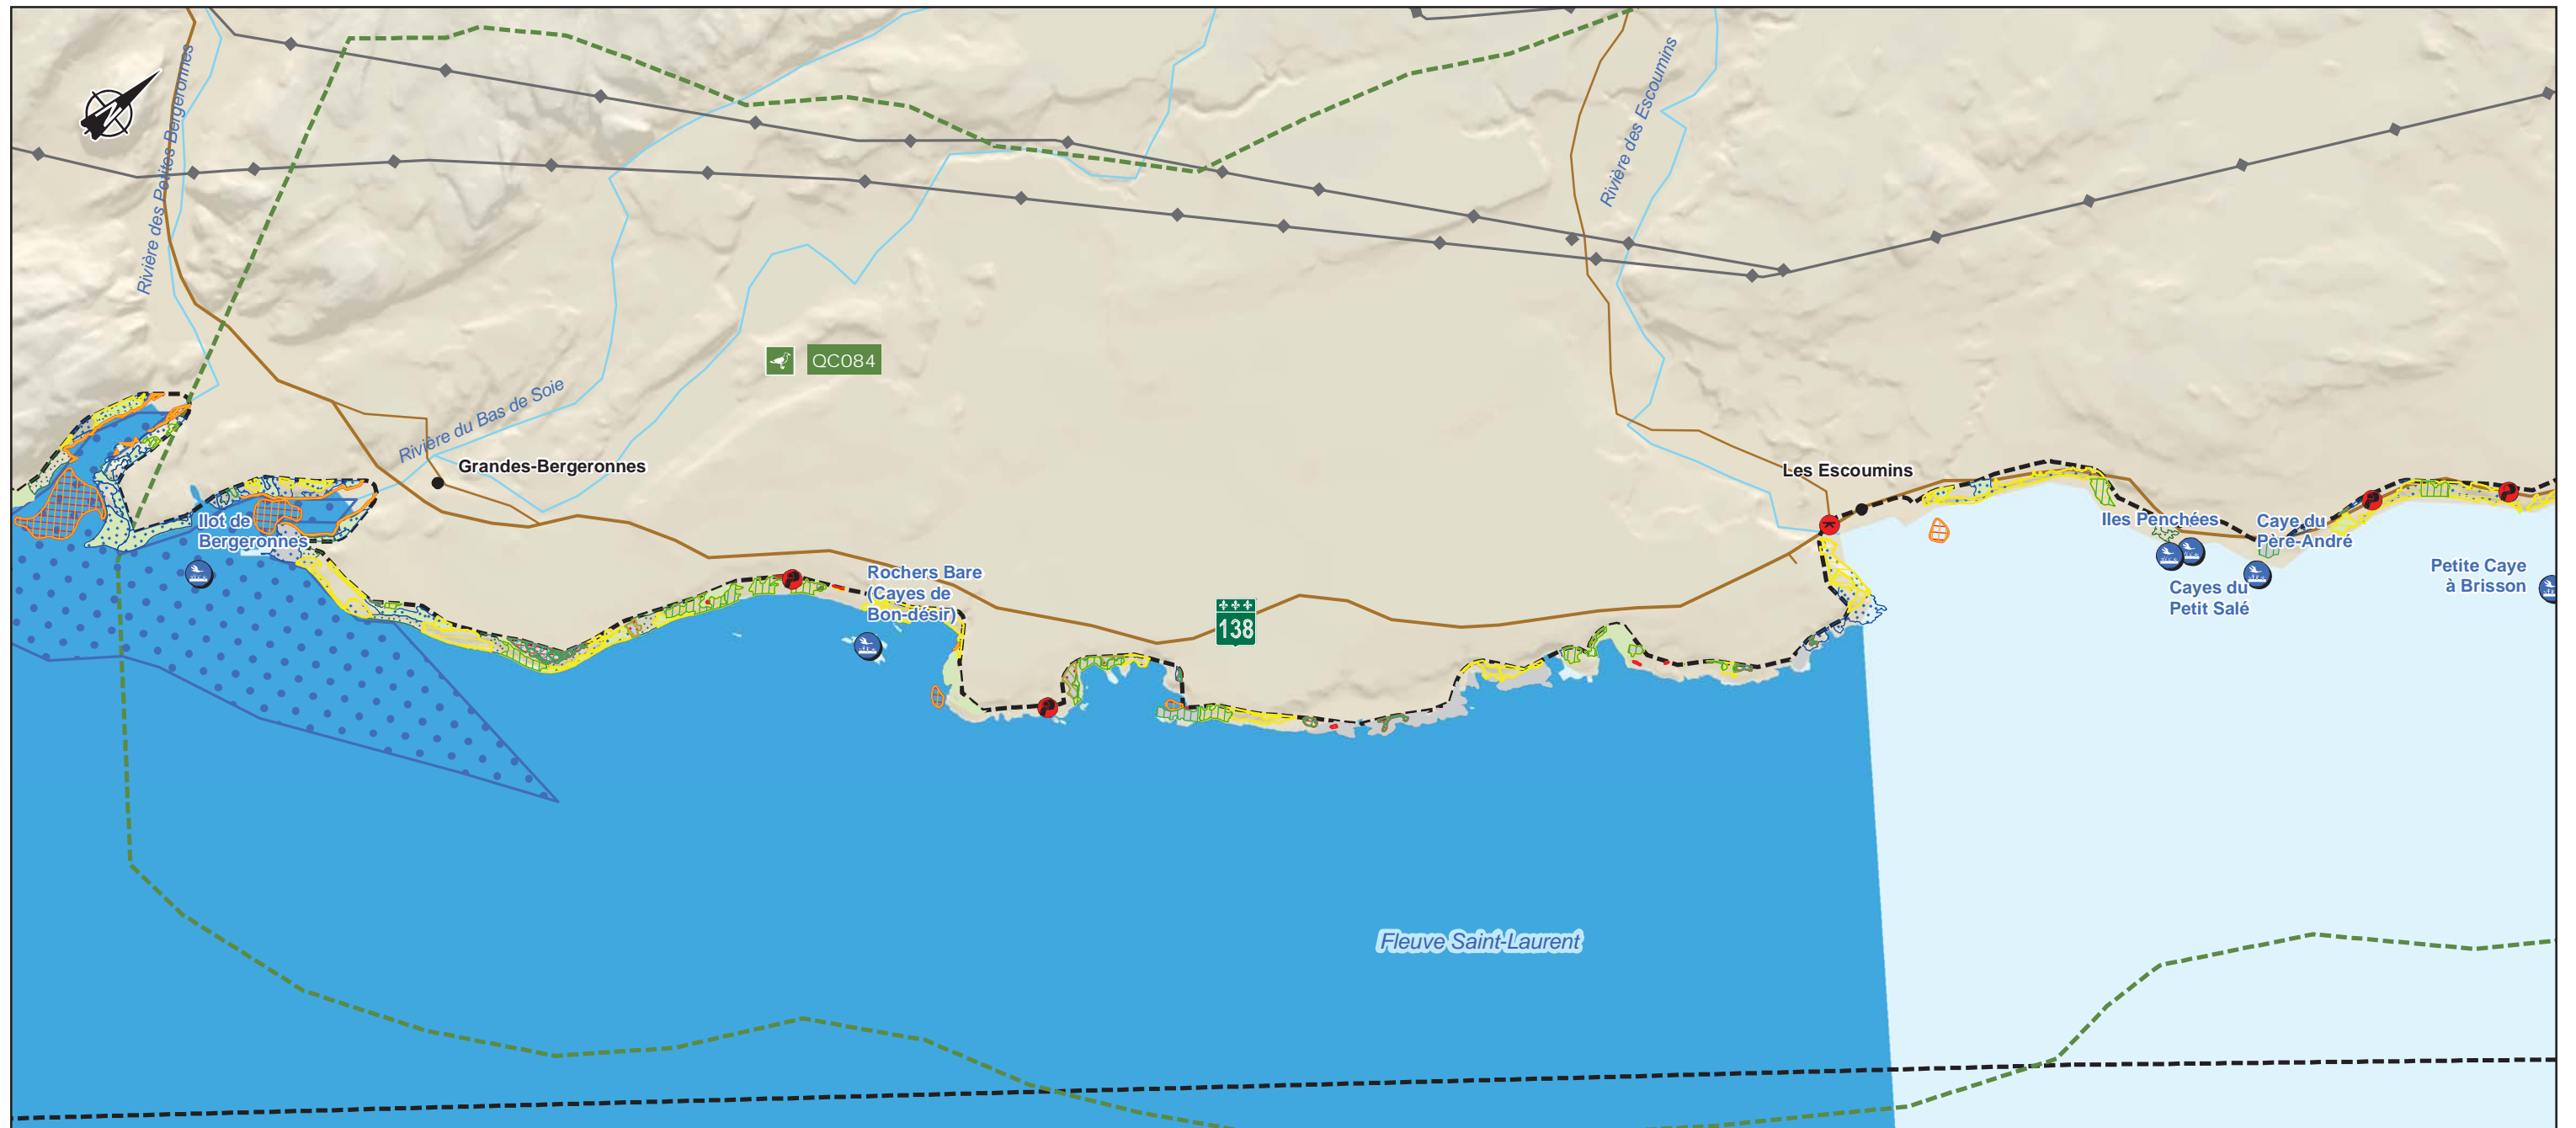 Rivière des Petites Bergeronnes
Rivière des Escoumins
QC084
Rivière du Bas de Soie
Grandes-Bergeronnes
Les Escoumins
Ilot de
Bergeronnes
Iles Penchées
Caye du
Père-André
Rochers Bare
(Cayes de
Bon-désir)
Petite Caye
à Brisson
Cayes du
Petit Salé
138
Fleuve Saint-Laurent